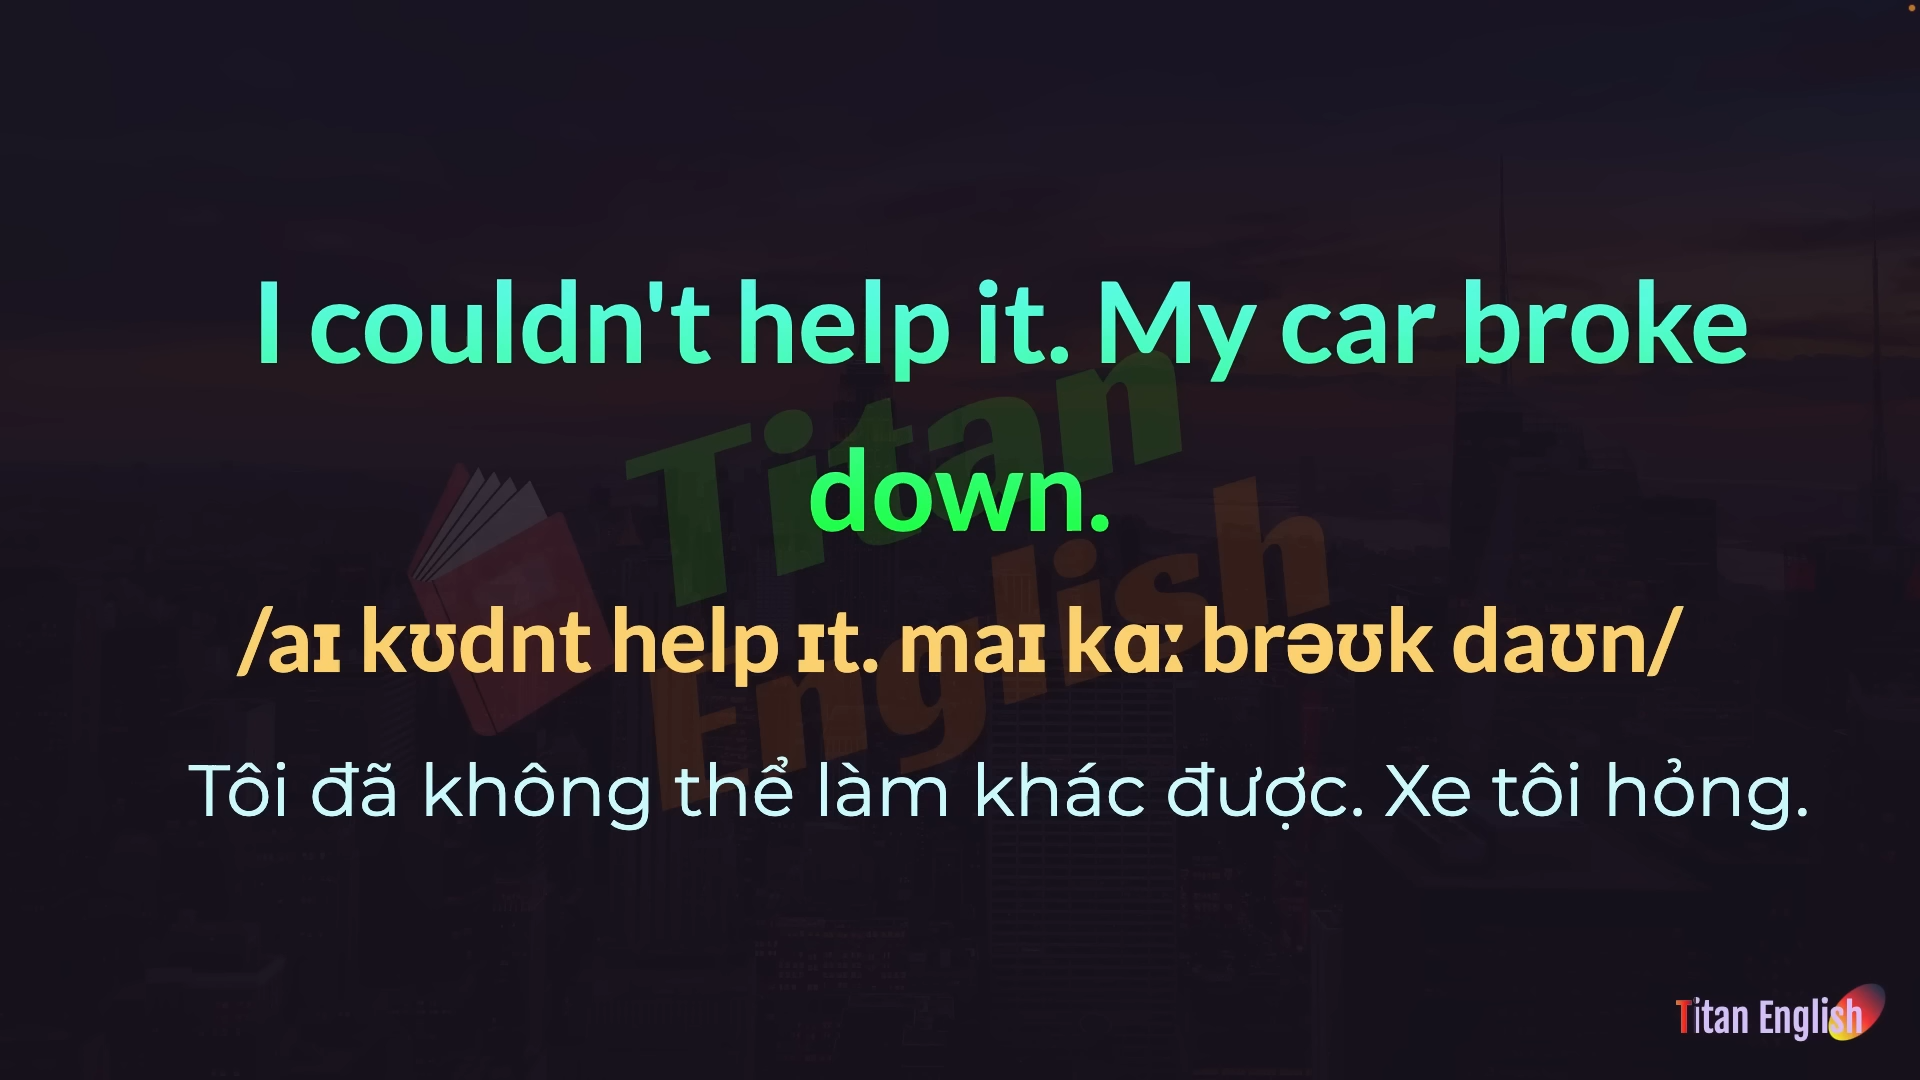 I couldn't help it. My car broke
down.
/aɪ kʊdnt help ɪt. maɪ kɑː brəʊk daʊn/
Tôi đã không thể làm khác được. Xe tôi hỏng.
Titan
English
Titan English